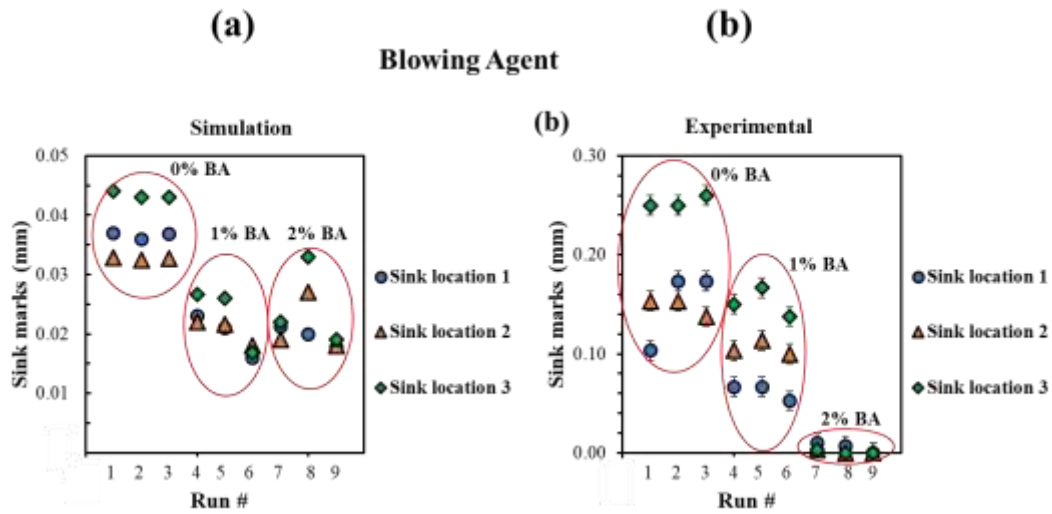 (a)
(b)
Blowing Agent
Simulation
0.05
0.04
0.03
0.02
0.01
Sink marks (mm)
0% BA
1% BA
2% BA
1 2 3 4 5 6 7 8 9
Run #
Sink location 1
Sink location 2
Sink location 3
(b)
Experimental
0.30
0.20
0.10
0.00
Sink marks (mm)
0% BA
1% BA
2% BA
1 2 3 4 5 6 7 8 9
Run #
Sink location 1
Sink location 2
Sink location 3